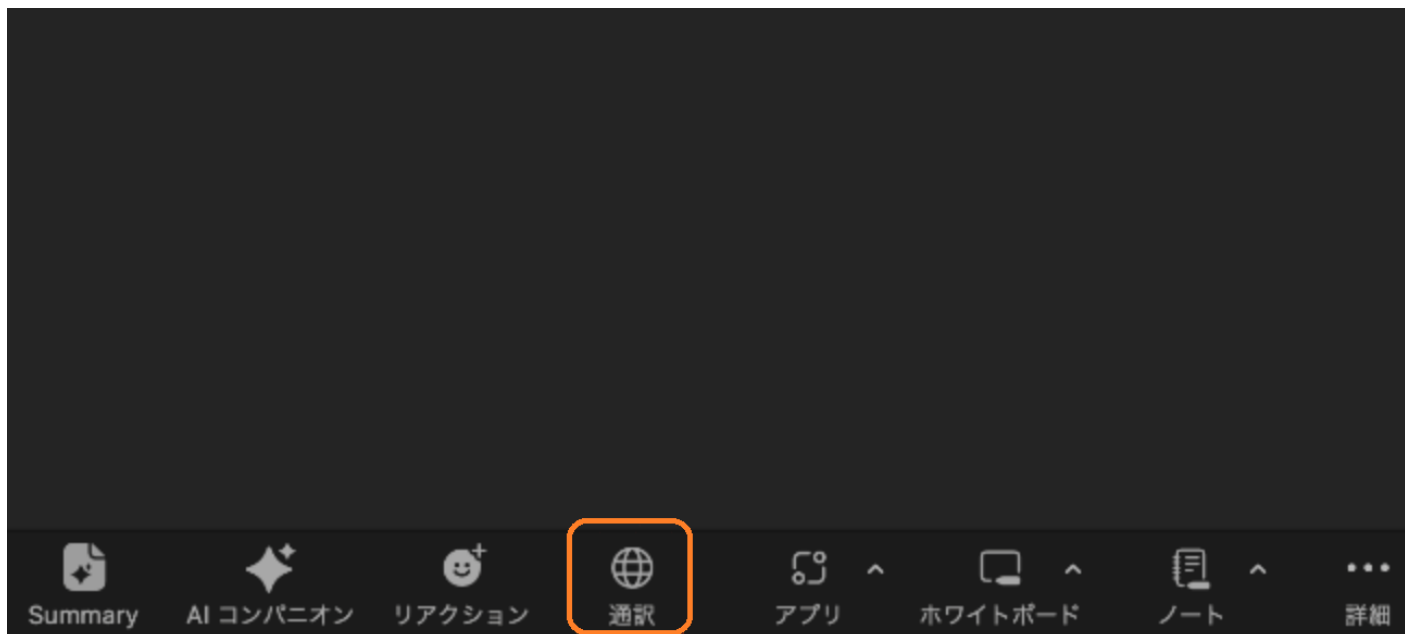 Summary
AI コンパニオン
リアクション
通訳
アプリ
ホワイトボード
ノート
詳細